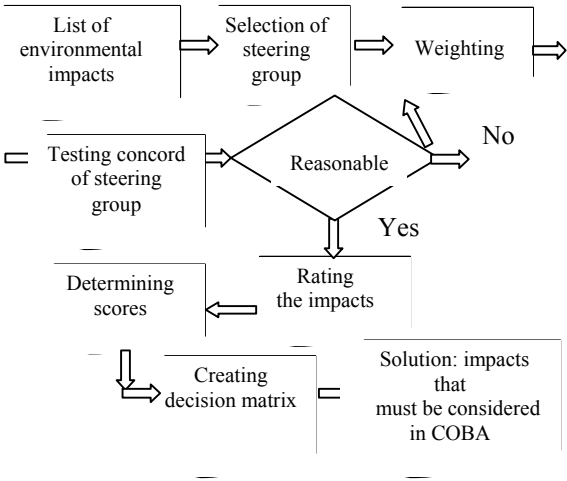 List of
environmental
impacts
Selection of
steering
group
Weighting
Testing concord
of steering
group
Reasonable
No
Yes
Rating
the impacts
Determining
scores
Creating
decision matrix
Solution: impacts
that
must be considered
in COBA